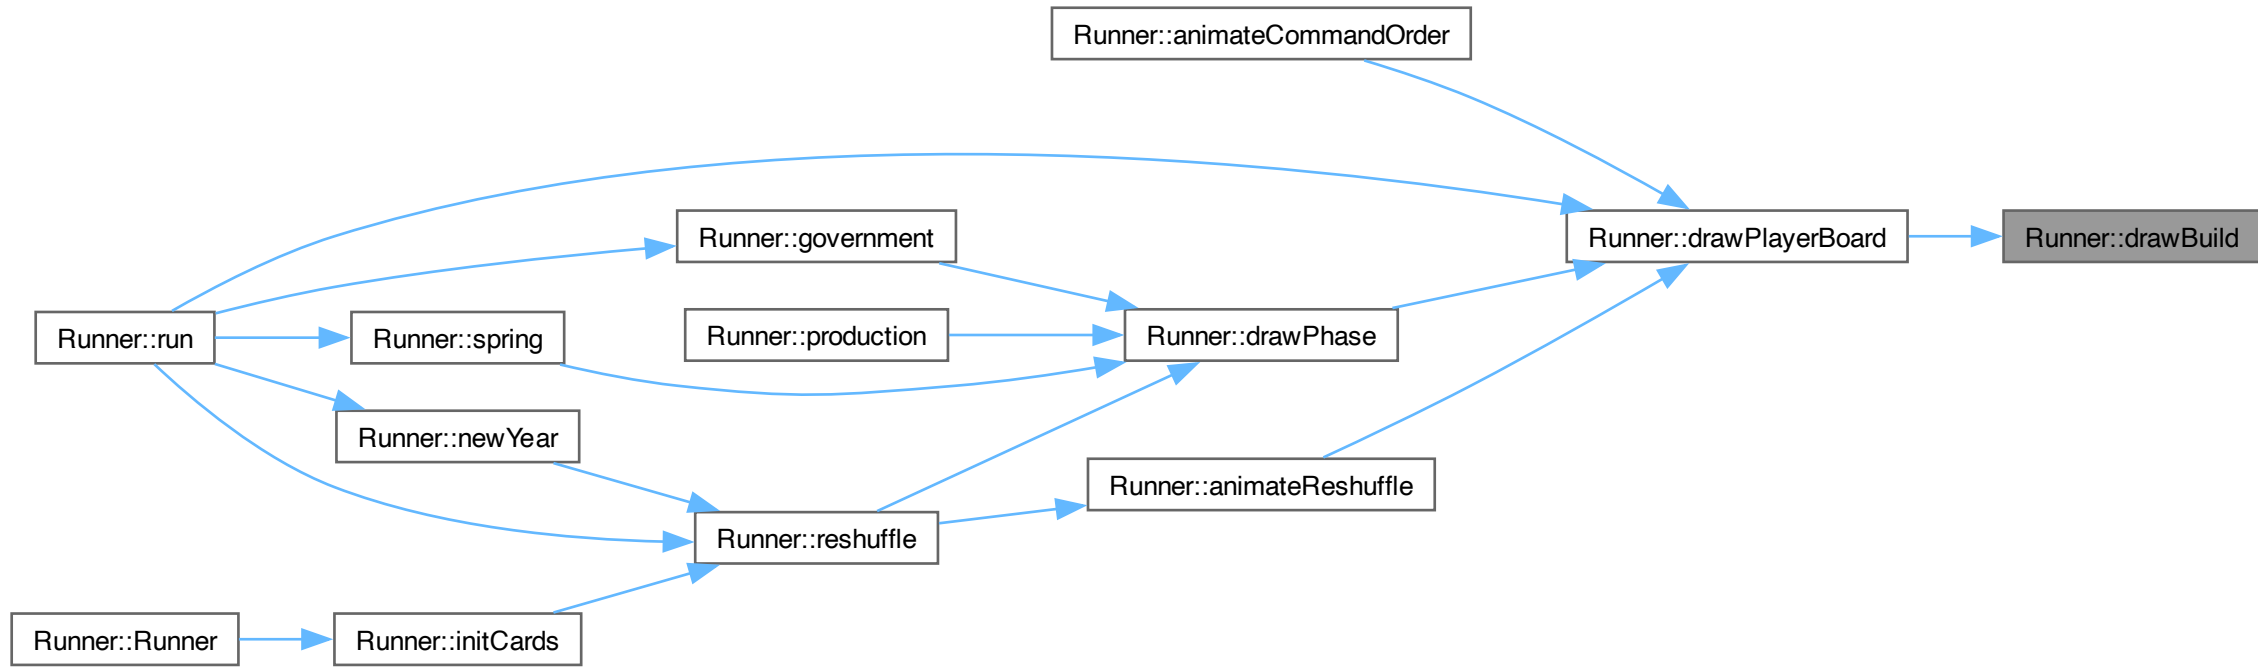 Runner::animateCommandOrder
Runner::government
Runner::drawPlayerBoard
Runner::drawBuild
Runner::run
Runner::spring
Runner::production
Runner::drawPhase
Runner::newYear
Runner::animateReshuffle
Runner::reshuffle
Runner::Runner
Runner::initCards